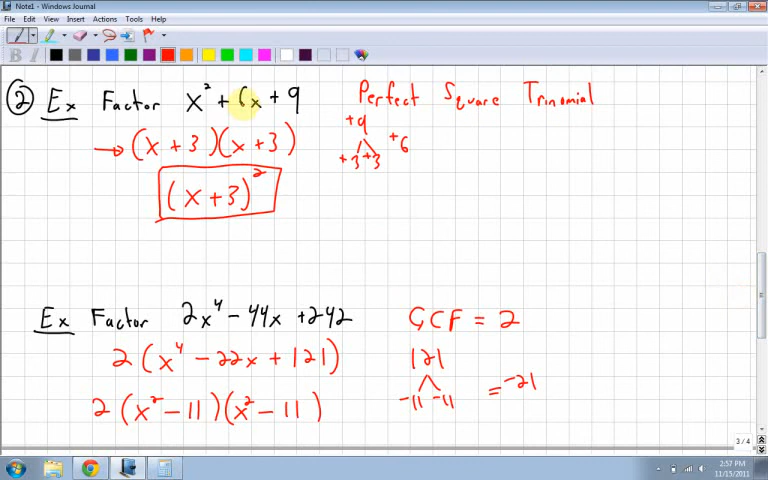 Note1 - Windows Journal
File Edit View Insert Actions Tools Help
B I
② Ex Factor x² + 6x + 9 Perfect Square Trinomial
+9
→ (x + 3)(x + 3) +3 +3 +6
(x + 3)²
Ex Factor 2x⁴ - 44x + 242 GCF = 2
2(x⁴ - 22x + 121) 121
2(x² - 11)(x² - 11) -11 -11 = -21
3 / 4
2:57 PM
11/15/2011